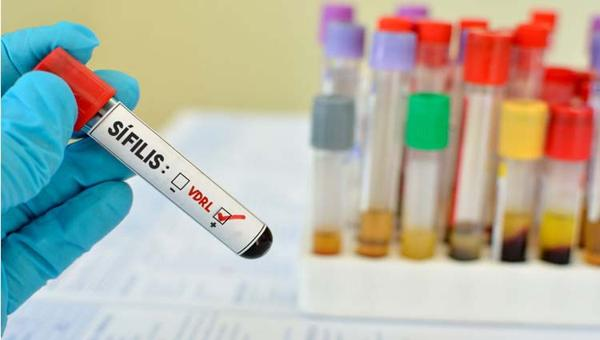 SÍFILIS:
VDRL
- +